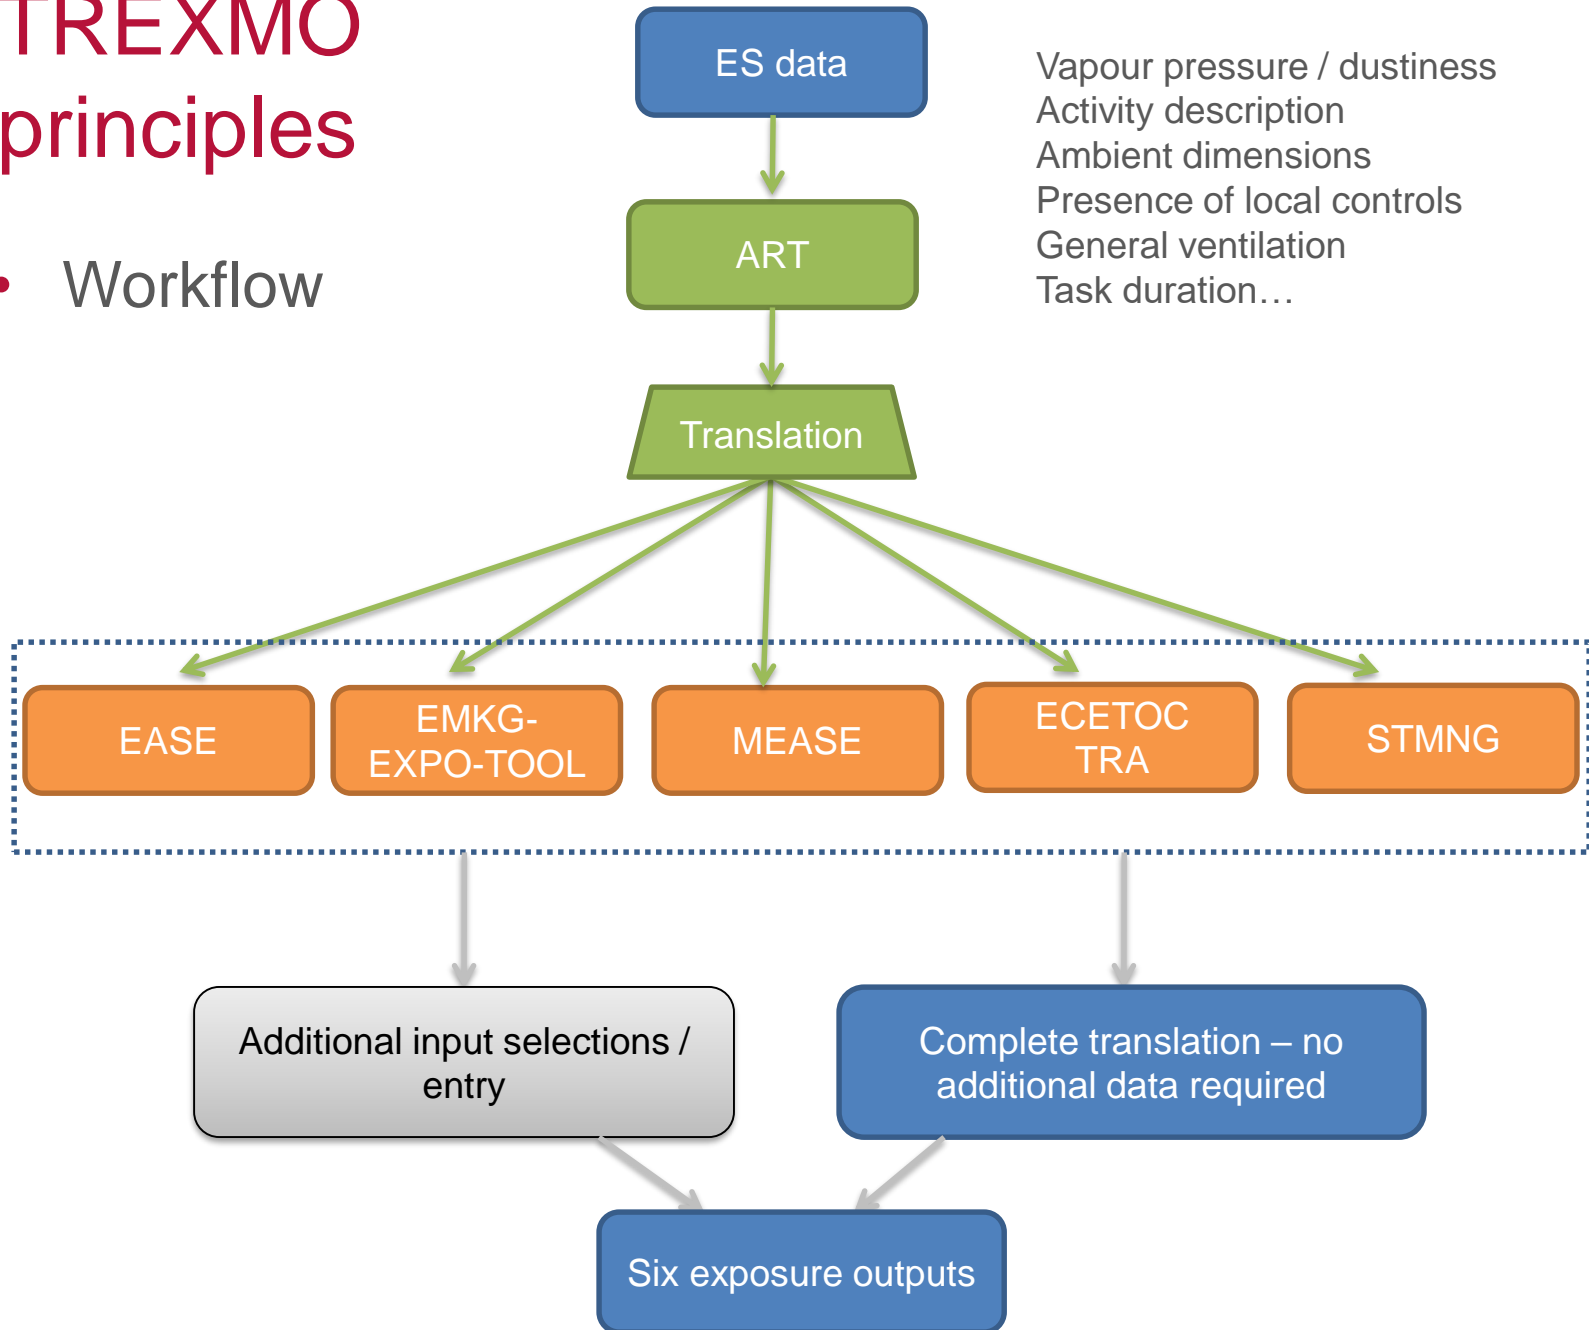 TREXMO
principles
• Workflow
ES data
Vapour pressure / dustiness
Activity description
Ambient dimensions
Presence of local controls
General ventilation
Task duration…
ART
Translation
EASE
EMKG-
EXPO-TOOL
MEASE
ECETOC
TRA
STMNG
Additional input selections /
entry
Complete translation – no
additional data required
Six exposure outputs